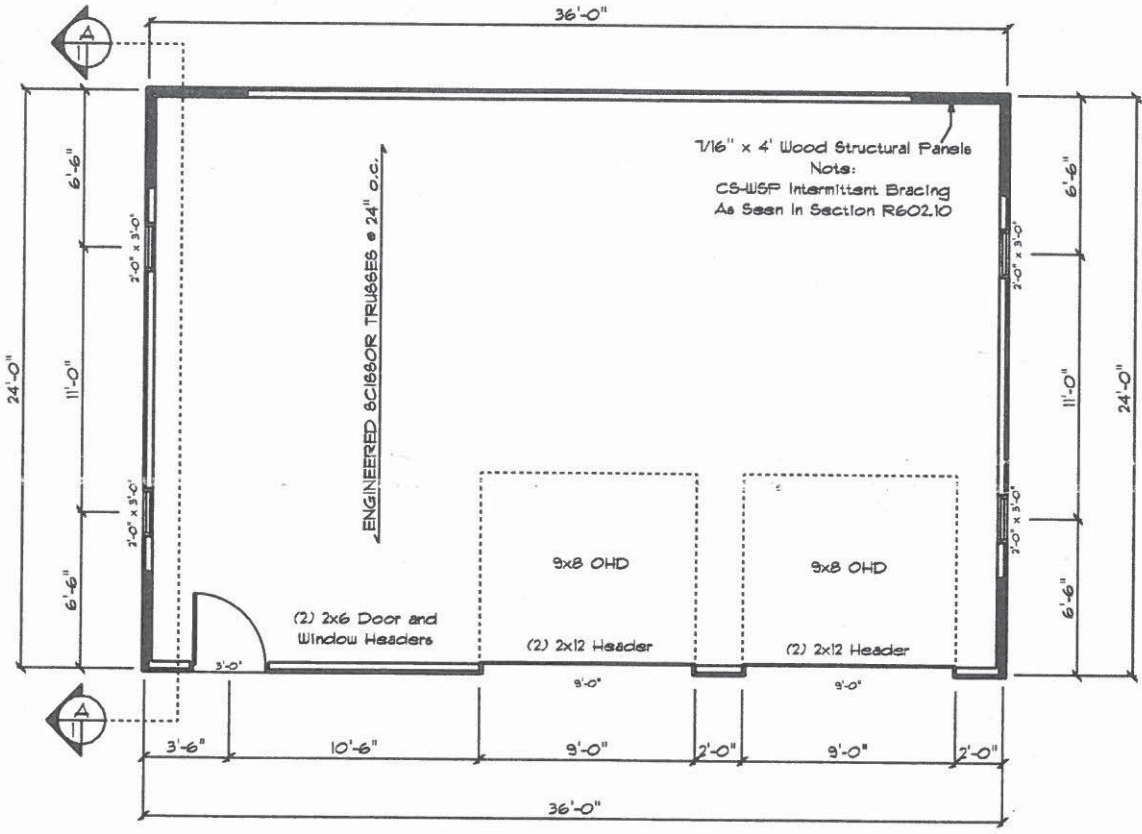 36'-0"
A
1
7/16" x 4' Wood Structural Panels
Note:
CS-WSP Intermittent Bracing
As Seen in Section R602.10
6'-6"
6'-6"
2'-0" x 3'-0"
2'-0" x 3'-0"
ENGINEERED SCISSOR TRUSSES @ 24" o.c.
24'-0"
11'-0"
11'-0"
24'-0"
2'-0" x 3'-0"
2'-0" x 3'-0"
9x8 OHD
9x8 OHD
6'-6"
6'-6"
(2) 2x6 Door and
Window Headers
(2) 2x12 Header
(2) 2x12 Header
3'-0"
9'-0"
9'-0"
A
1
3'-6"
10'-6"
9'-0"
2'-0"
9'-0"
2'-0"
36'-0"